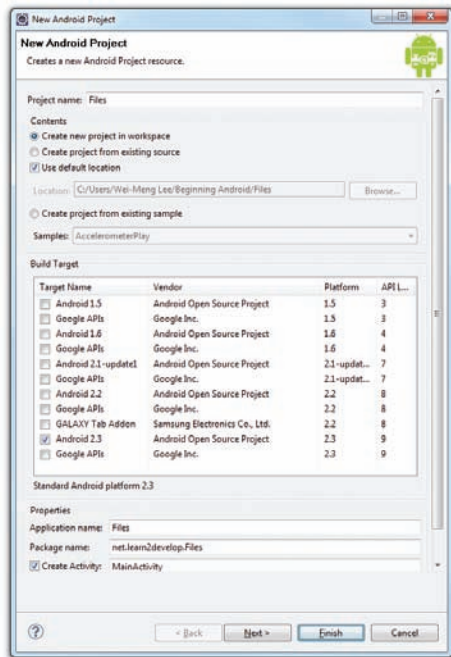 New Android Project
New Android Project
Creates a new Android Project resource.
Project name: Files
Contents
Create new project in workspace
Create project from existing source
Use default location
Location: C:/Users/Wei-Meng Lee/Beginning Android/Files Browse...
Create project from existing sample
Samples: AccelerometerPlay
Build Target
Target Name Vendor Platform API L...
Android 1.5 Android Open Source Project 1.5 3
Google APIs Google Inc. 1.5 3
Android 1.6 Android Open Source Project 1.6 4
Google APIs Google Inc. 1.6 4
Android 2.1-update1 Android Open Source Project 2.1-updat... 7
Google APIs Google Inc. 2.1-updat... 7
Android 2.2 Android Open Source Project 2.2 8
Google APIs Google Inc. 2.2 8
GALAXY Tab Addon Samsung Electronics Co., Ltd. 2.2 8
Android 2.3 Android Open Source Project 2.3 9
Google APIs Google Inc. 2.3 9
Standard Android platform 2.3
Properties
Application name: Files
Package name: net.learn2develop.Files
Create Activity: MainActivity
? < Back Next > Finish Cancel